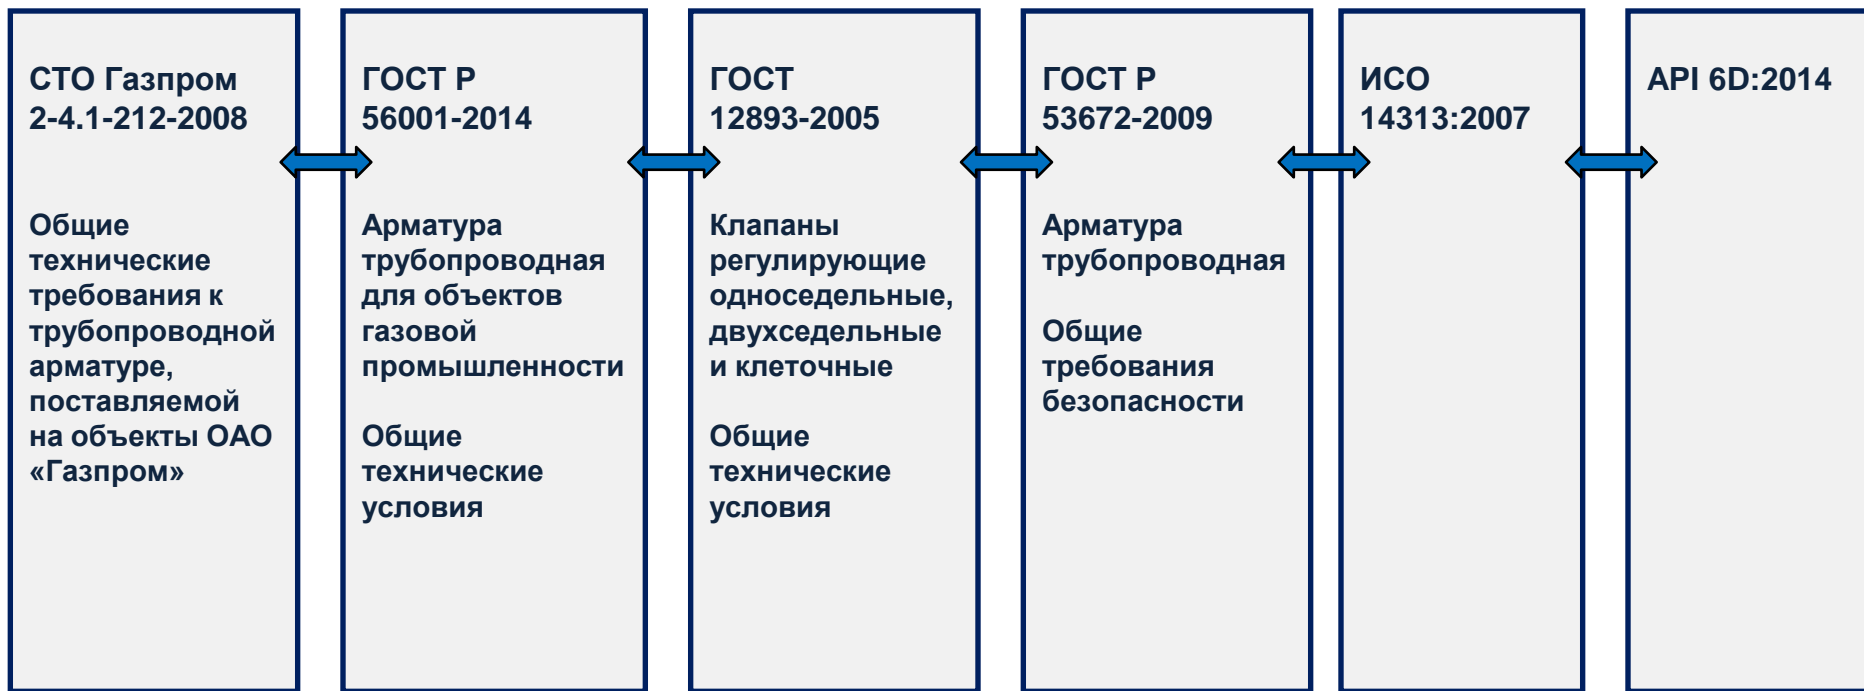 СТО Газпром
2-4.1-212-2008
Общие
технические
требования к
трубопроводной
арматуре,
поставляемой
на объекты ОАО
«Газпром»
ГОСТ Р
56001-2014
Арматура
трубопроводная
для объектов
газовой
промышленности
Общие
технические
условия
ГОСТ
12893-2005
Клапаны
регулирующие
односедельные,
двухседельные
и клеточные
Общие
технические
условия
ГОСТ Р
53672-2009
Арматура
трубопроводная
Общие
требования
безопасности
ИСО
14313:2007
API 6D:2014